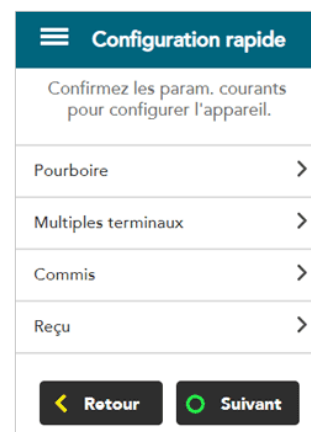 Configuration rapide
Confirmez les param. courants
pour configurer l'appareil.
Pourboire
Multiples terminaux
Commis
Reçu
Retour
Suivant